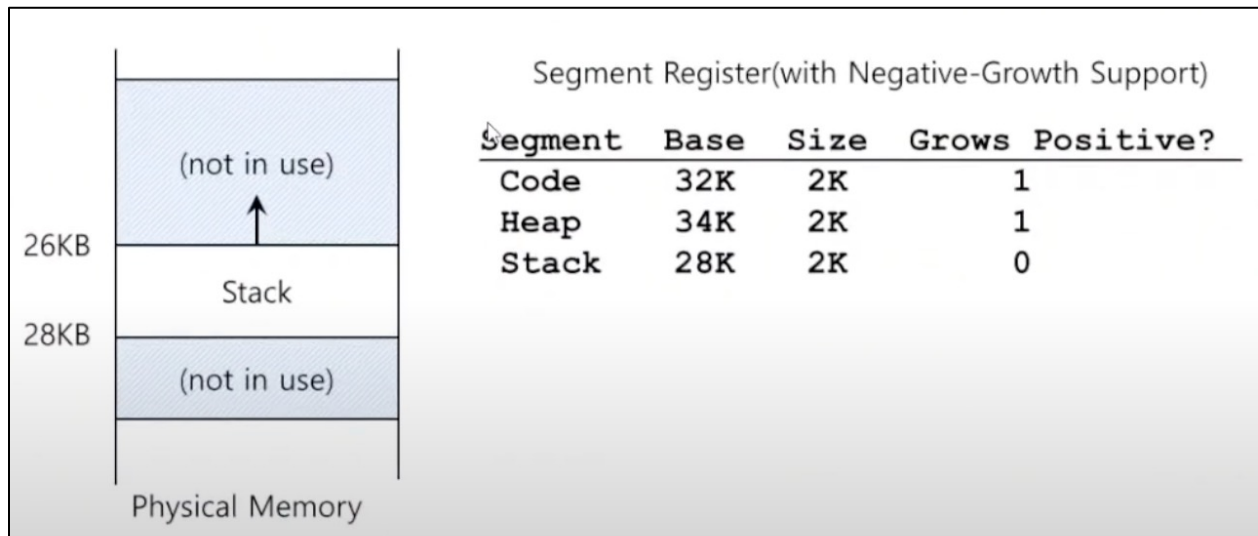 (not in use)
26KB
Stack
28KB
(not in use)
Physical Memory
Segment Register(with Negative-Growth Support)
Segment Base Size Grows Positive?
Code 32K 2K 1
Heap 34K 2K 1
Stack 28K 2K 0